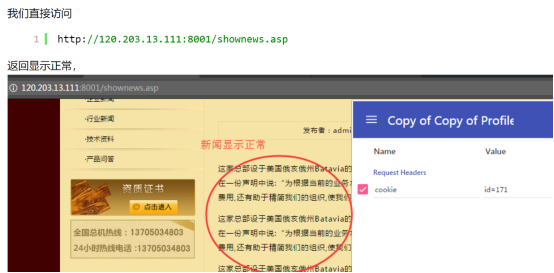 我们直接访问
1 http://120.203.13.111:8001/shownews.asp
返回显示正常,
120.203.13.111:8001/shownews.asp
·企业新闻
·行业新闻
·技术资料
·产品问答
资质证书
点击进入
全国总机热线：13705034803
24小时热线电话：13705034803
新闻显示正常
发布者：admi
这家总部设于美国俄亥俄州Batavia的
在一份声明中说："为根据当前的业务
费用,还有助于精简我们的组织,使我们
这家总部设于美国俄亥俄州Batavia的
在一份声明中说："为根据当前的业务
费用,还有助于精简我们的组织,使我们
这家总部设于美国俄亥俄州Batavia的
Copy of Copy of Profile
Name Value
Request Headers
cookie id=171